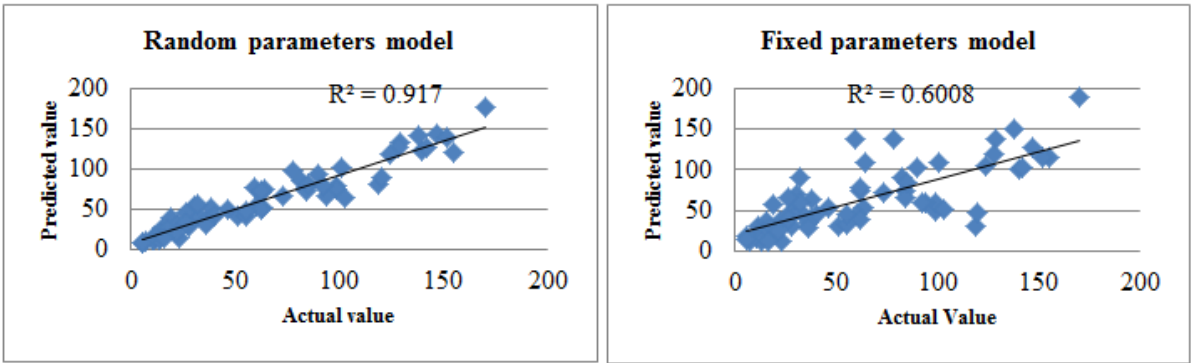 Random parameters model
R² = 0.917
Predicted value
200
150
100
50
0
0 50 100 150 200
Actual value
Fixed parameters model
R² = 0.6008
Predicted value
200
150
100
50
0
0 50 100 150 200
Actual Value